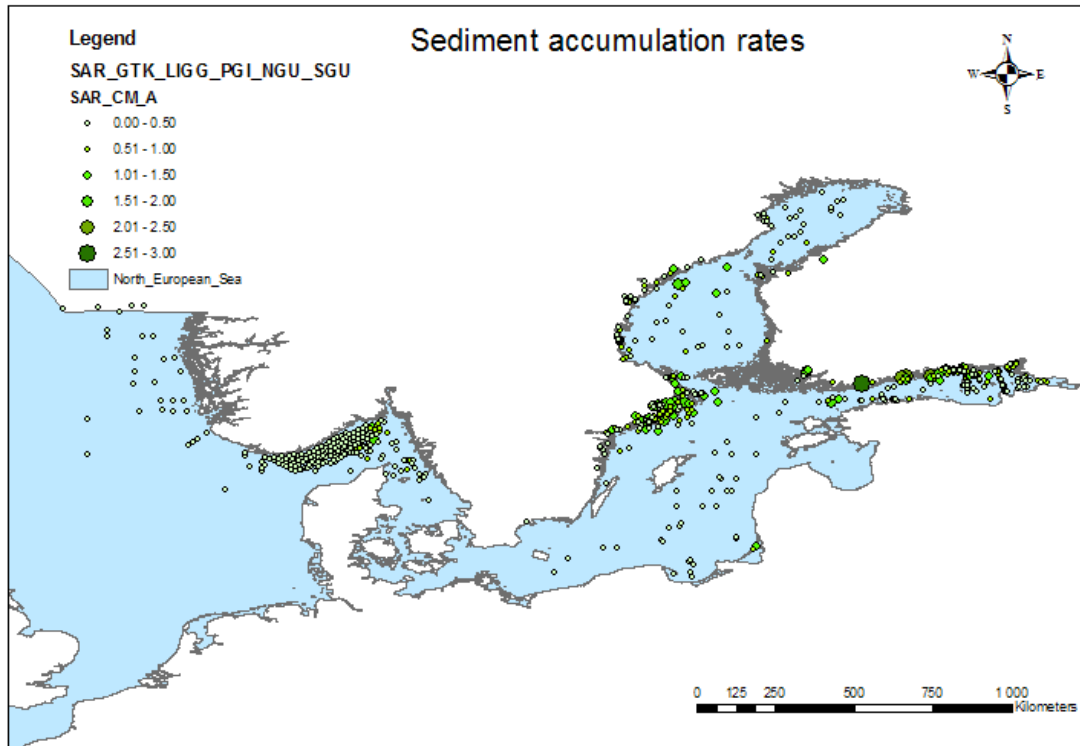 Legend
Sediment accumulation rates
SAR_GTK_LIGG_PGI_NGU_SGU
SAR_CM_A
0.00 - 0.50
0.51 - 1.00
1.01 - 1.50
1.51 - 2.00
2.01 - 2.50
2.51 - 3.00
North_European_Sea
N
W E
S
0 125 250 500 750 1 000
Kilometers